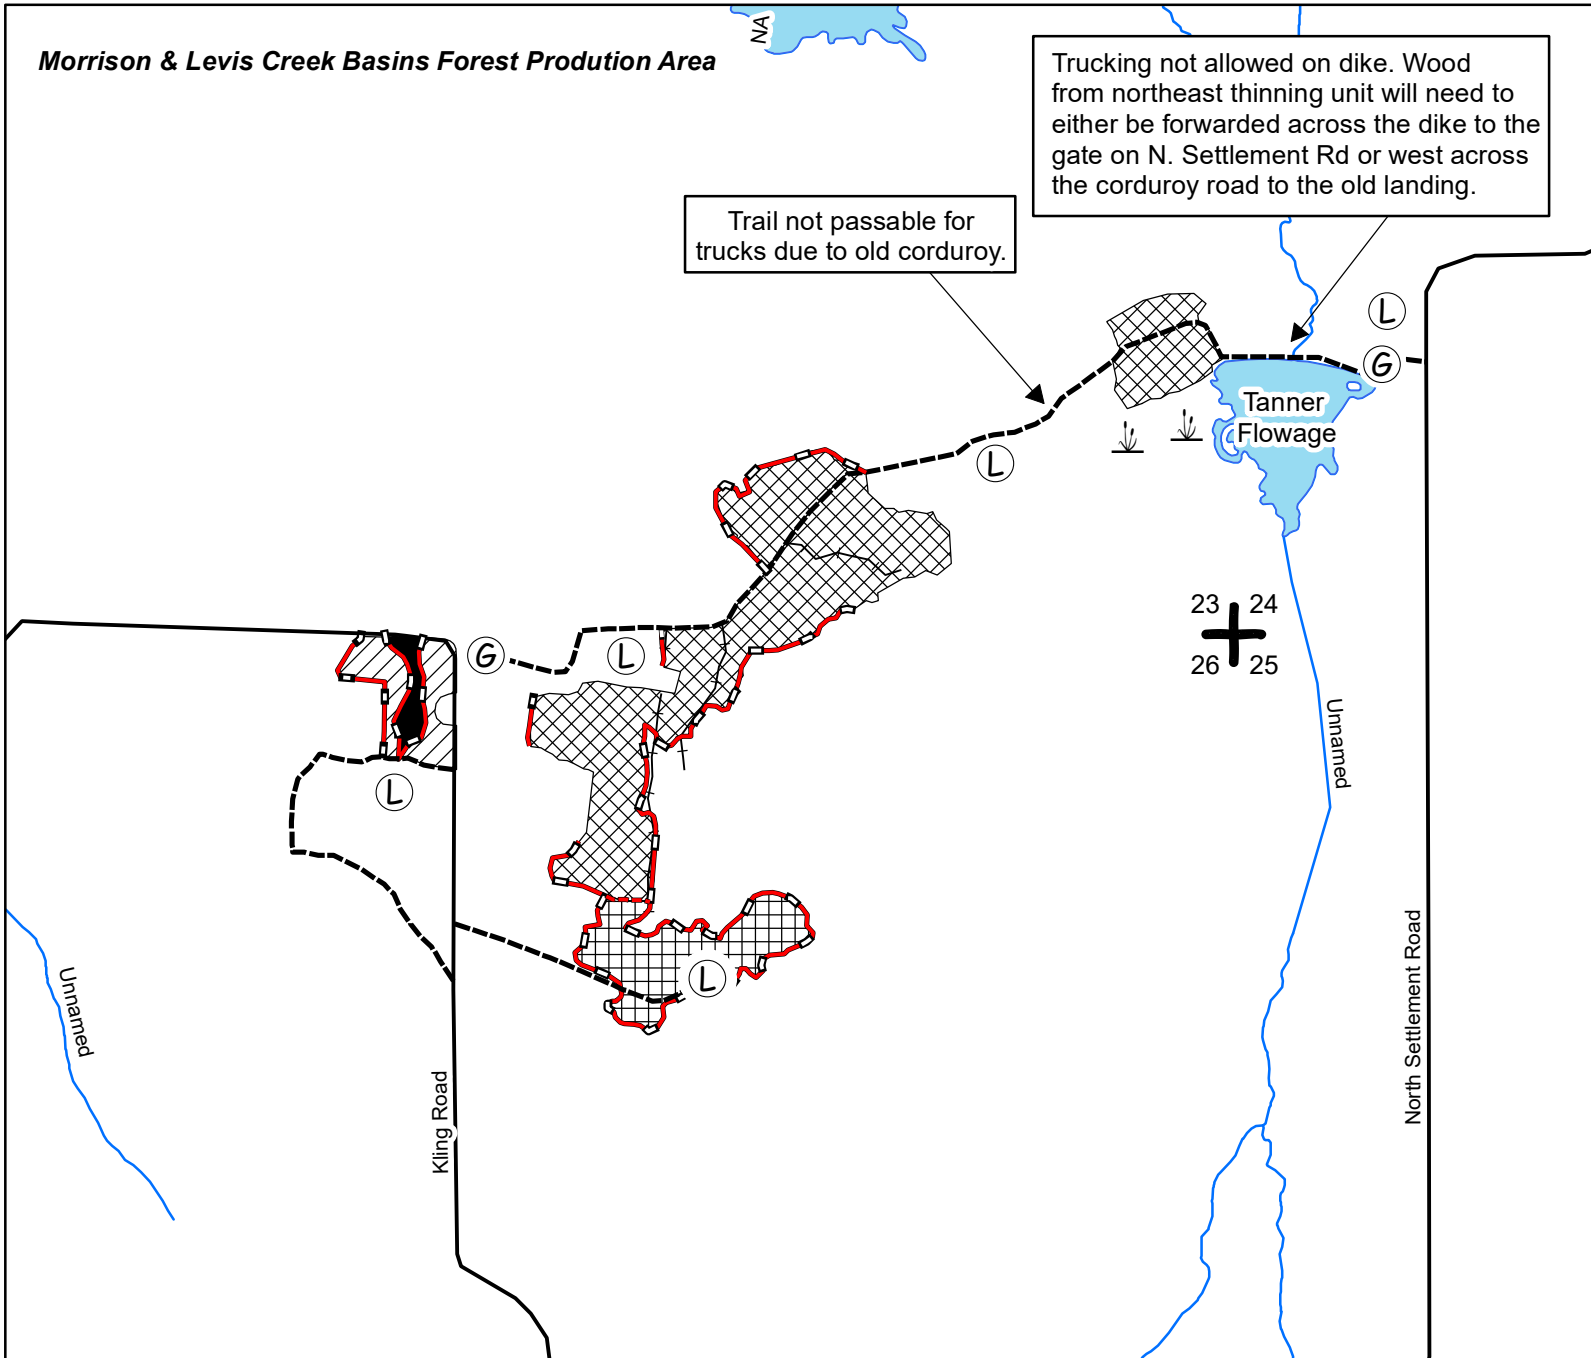 NA
Morrison & Levis Creek Basins Forest Prodution Area
Trucking not allowed on dike. Wood
from northeast thinning unit will need to
either be forwarded across the dike to the
gate on N. Settlement Rd or west across
the corduroy road to the old landing.
Trail not passable for
trucks due to old corduroy.
L
G
Tanner
Flowage
L
23 24
26 25
G
L
Unnamed
L
L
Unnamed
North Settlement Road
Kling Road